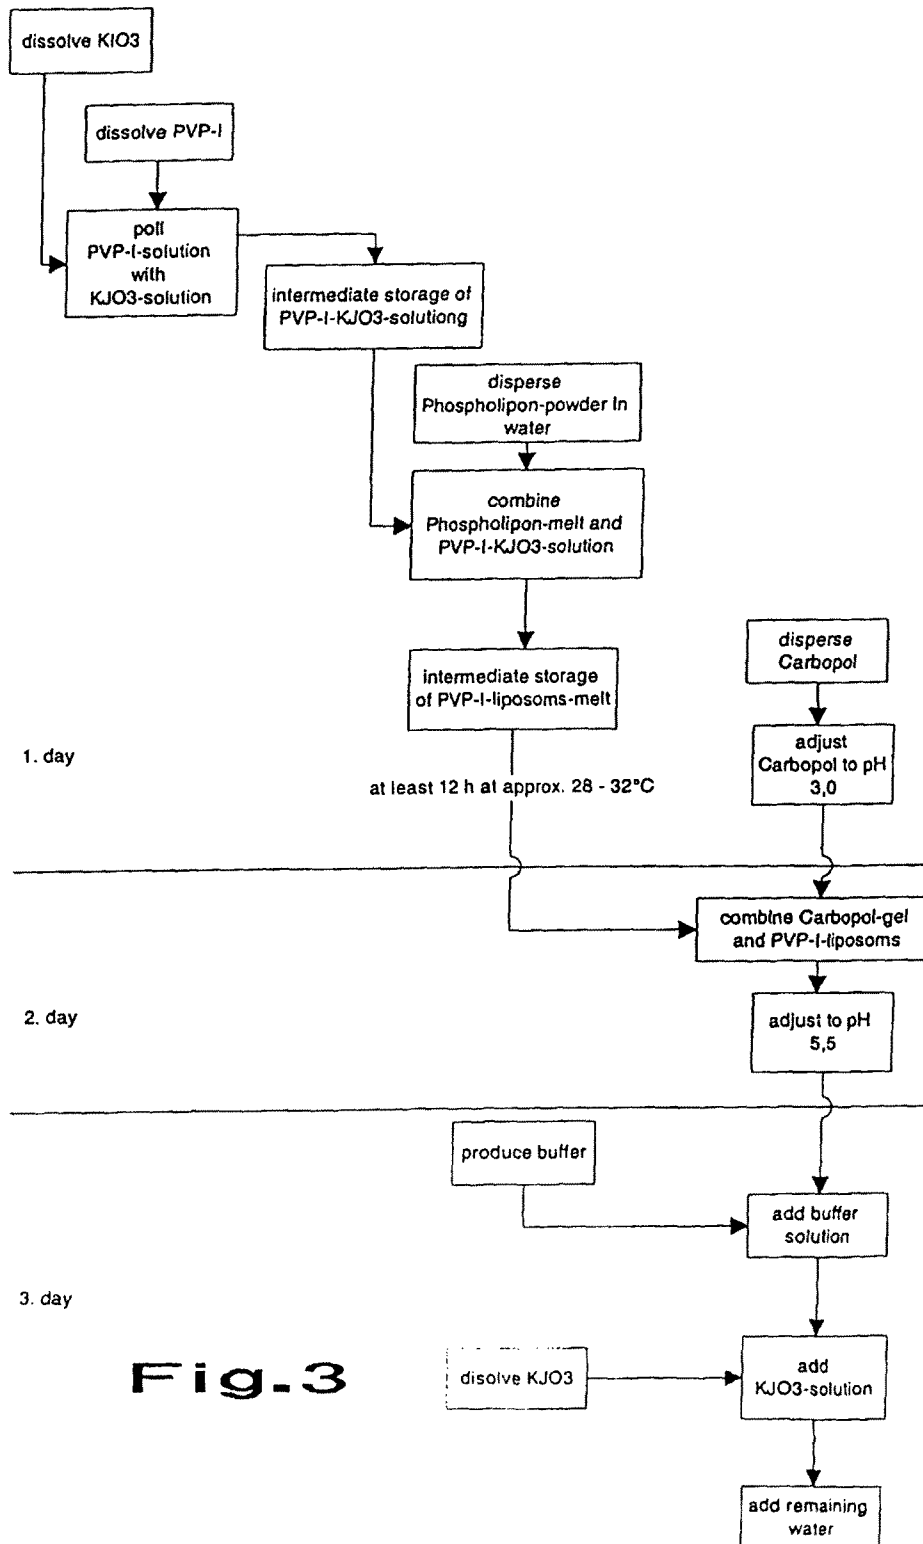 dissolve KIO3
dissolve PVP-I
poll
PVP-I-solution
with
KJO3-solution
intermediate storage of
PVP-I-KJO3-solutiong
disperse
Phospholipon-powder in
water
combine
Phospholipon-melt and
PVP-I-KJO3-solution
intermediate storage
of PVP-I-liposoms-melt
disperse
Carbopol
adjust
Carbopol to pH
3,0
1. day
at least 12 h at approx. 28 - 32°C
combine Carbopol-gel
and PVP-I-liposoms
2. day
adjust to pH
5,5
produce buffer
add buffer
solution
3. day
Fig.3
disolve KJO3
add
KJO3-solution
add remaining
water